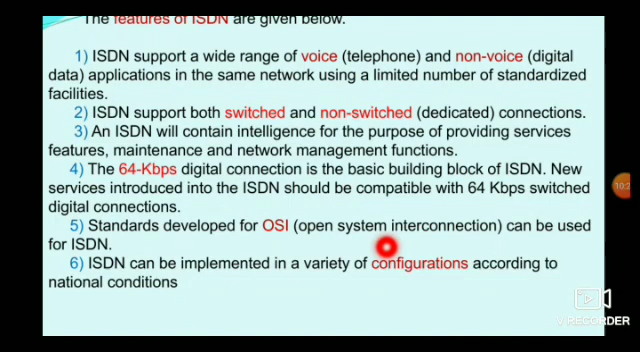 The features of ISDN are given below.
1) ISDN support a wide range of voice (telephone) and non-voice (digital
data) applications in the same network using a limited number of standardized
facilities.
2) ISDN support both switched and non-switched (dedicated) connections.
3) An ISDN will contain intelligence for the purpose of providing services
features, maintenance and network management functions.
4) The 64-Kbps digital connection is the basic building block of ISDN. New
services introduced into the ISDN should be compatible with 64 Kbps switched
digital connections.
5) Standards developed for OSI (open system interconnection) can be used
for ISDN.
6) ISDN can be implemented in a variety of configurations according to
national conditions
RECORDER